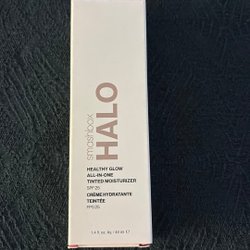 smashbox
HALO
HEALTHY GLOW
ALL-IN-ONE
TINTED MOISTURIZER
SPF 25
CRÈME HYDRATANTE
TEINTÉE
FPS 25